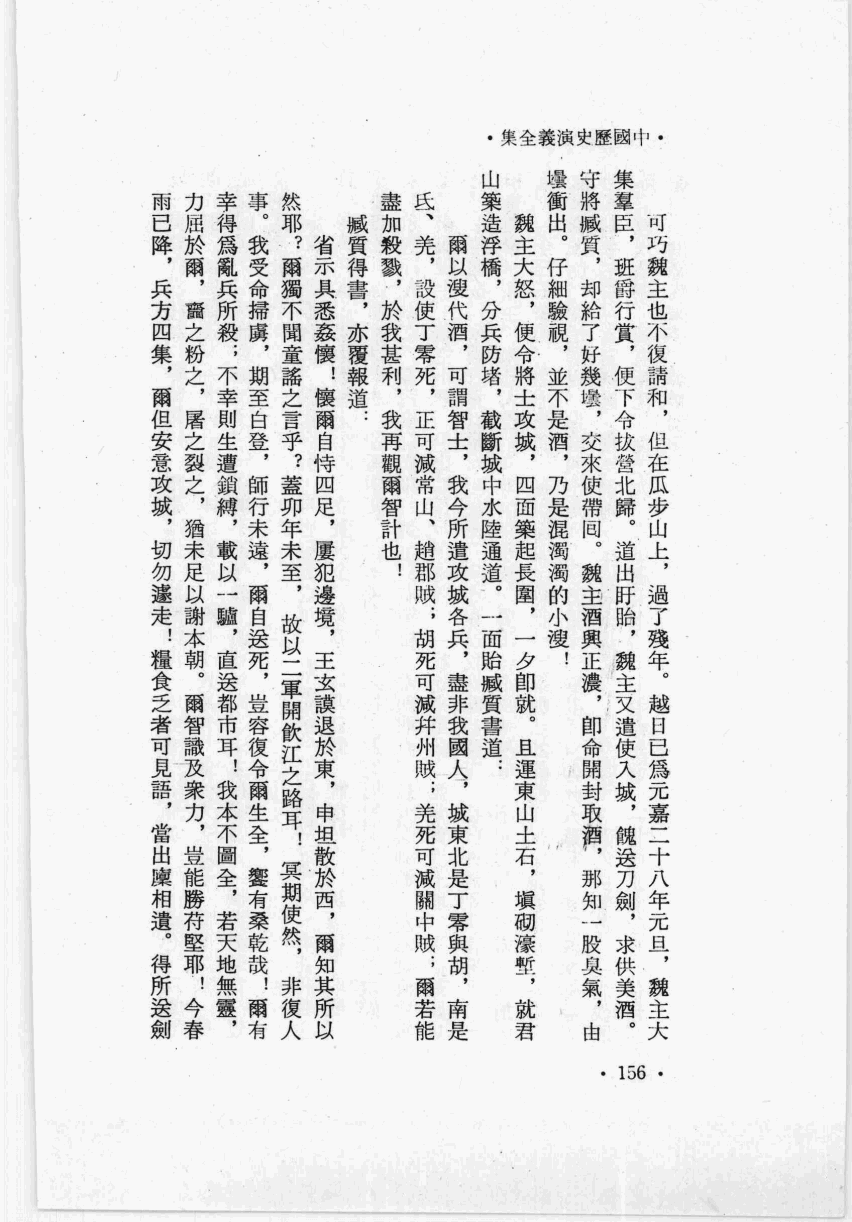 •中國歷史演義全集•
可巧魏主也不復請和，但在瓜步山上，過了殘年。越日已爲元嘉二十八年元旦，魏主大
集羣臣，班爵行賞，便下令拔營北歸。道出盱眙，魏主又遣使入城，餽送刀劍，求供美酒。
守將臧質，却給了好幾罎，交來使帶回。魏主酒興正濃，卽命開封取酒，那知一股臭氣，由
罎衝出。仔細驗視，並不是酒，乃是混濁濁的小溲！
魏主大怒，便令將士攻城，四面築起長圍，一夕卽就。且運東山土石，塡砌濠塹，就君
山築造浮橋，分兵防堵，截斷城中水陸通道。一面貽臧質書道：
爾以溲代酒，可謂智士，我今所遣攻城各兵，盡非我國人，城東北是丁零與胡，南是
氐、羌，設使丁零死，正可減常山、趙郡賊；胡死可減幷州賊；羌死可減關中賊；爾若能
盡加殺戮，於我甚利，我再觀爾智計也！
臧質得書，亦覆報道：
省示具悉姦懷！懷爾自恃四足，屢犯邊境，王玄謨退於東，申坦散於西，爾知其所以
然耶？爾獨不聞童謠之言乎？蓋卯年未至，故以二軍開飮江之路耳！冥期使然，非復人
事。我受命掃虜，期至白登，師行未遠，爾自送死，豈容復令爾生全，饗有桑乾哉！爾有
幸得爲亂兵所殺；不幸則生遭鎖縛，載以一驢，直送都市耳！我本不圖全，若天地無靈，
力屈於爾，齏之粉之，屠之裂之，猶未足以謝本朝。爾智識及衆力，豈能勝苻堅耶！今春
雨已降，兵方四集，爾但安意攻城，切勿遽走！糧食乏者可見語，當出廩相遺。得所送劍
• 156 •